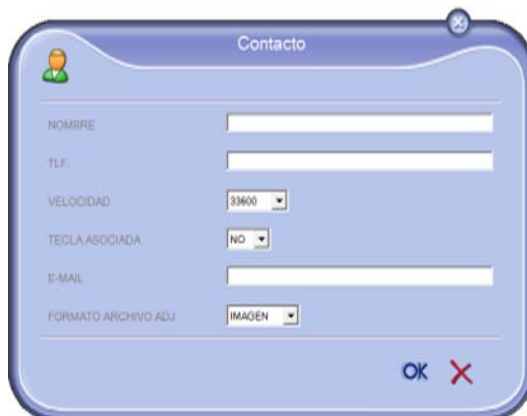 Contacto
NOMBRE
TLF.
VELOCIDAD 33600
TECLA ASOCIADA NO
E-MAIL
FORMATO ARCHIVO ADJ IMAGEN
OK